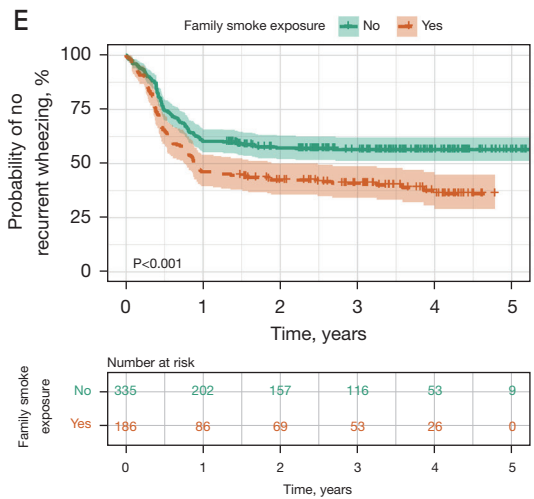 E
Family smoke exposure No Yes
Probability of no
recurrent wheezing, %
100
75
50
25
0
P<0.001
0 1 2 3 4 5
Time, years
Number at risk
Family smoke
exposure
No 335 202 157 116 53 9
Yes 186 86 69 53 26 0
0 1 2 3 4 5
Time, years